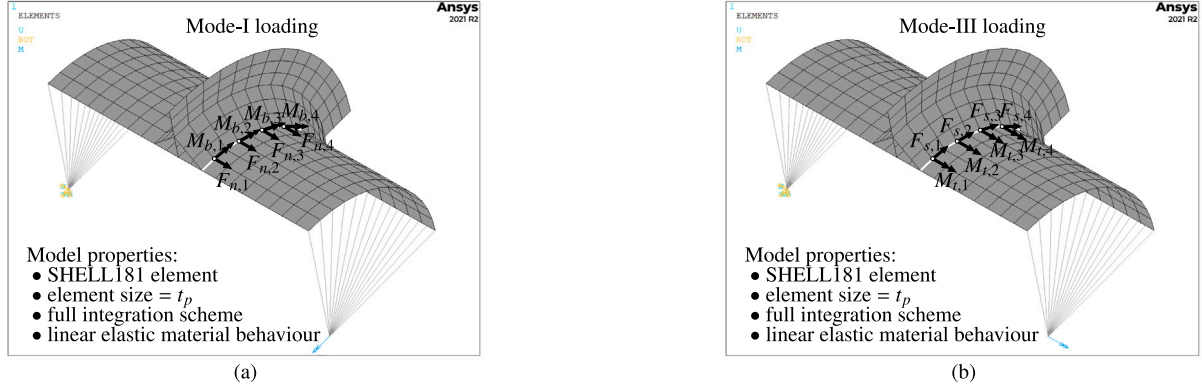 1
ELEMENTS
U
ROT
M
Mode-I loading
Ansys
2021 R2
M_{b,1}
M_{b,2}
M_{b,3}
M_{b,4}
F_{n,1}
F_{n,2}
F_{n,3}
F_{n,4}
Model properties:
• SHELL181 element
• element size = t_p
• full integration scheme
• linear elastic material behaviour
(a)
1
ELEMENTS
U
ROT
M
Mode-III loading
Ansys
2021 R2
F_{s,1}
F_{s,2}
F_{s,3}
F_{s,4}
M_{t,1}
M_{t,2}
M_{t,3}
M_{t,4}
Model properties:
• SHELL181 element
• element size = t_p
• full integration scheme
• linear elastic material behaviour
(b)